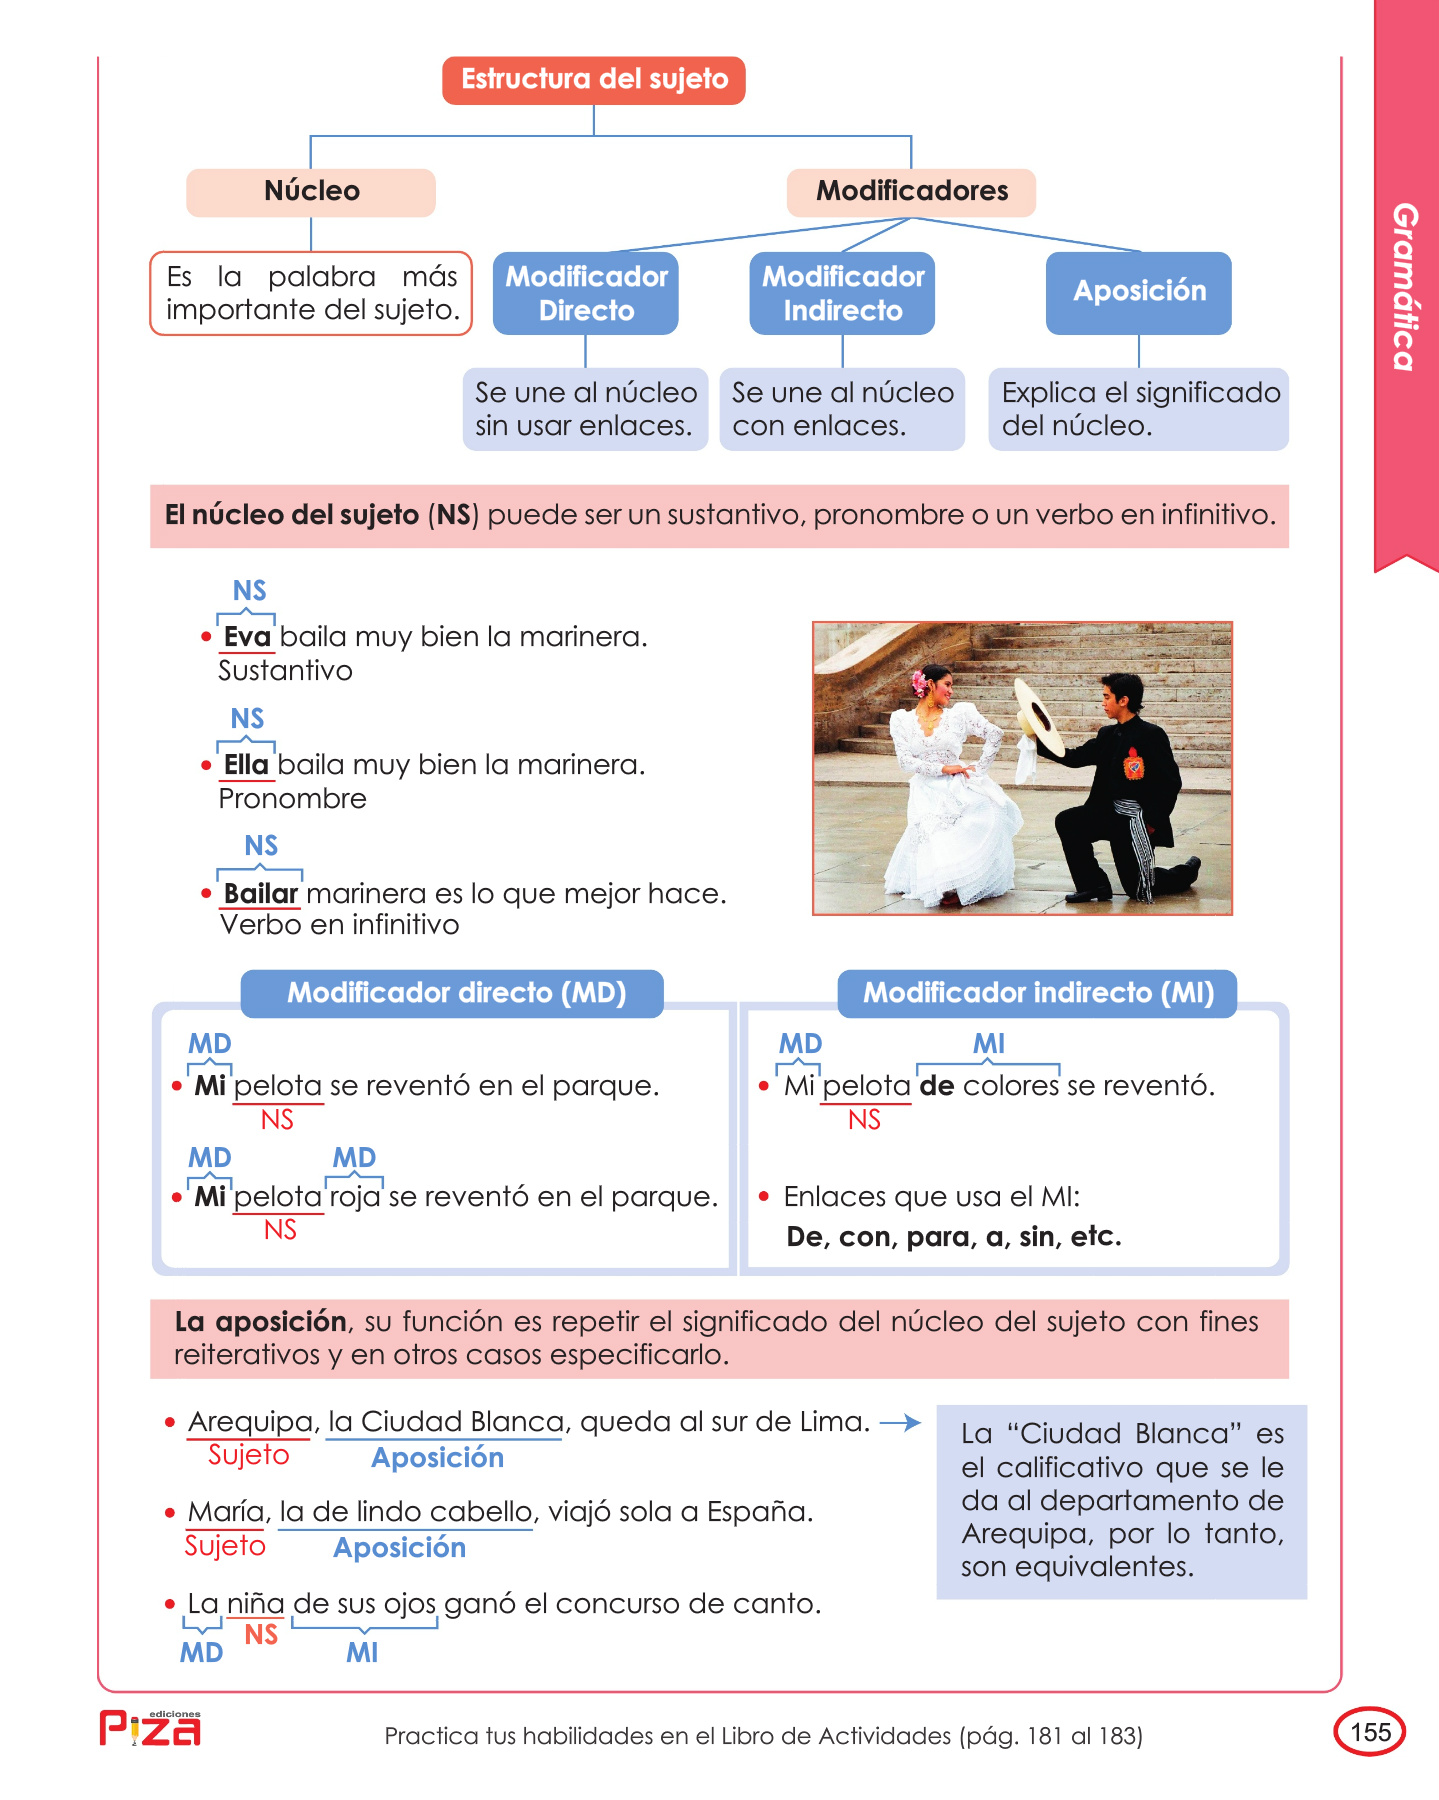 Estructura del sujeto
Núcleo
Modificadores
Es la palabra más
importante del sujeto.
Modificador
Directo
Modificador
Indirecto
Aposición
Se une al núcleo
sin usar enlaces.
Se une al núcleo
con enlaces.
Explica el significado
del núcleo.
Gramática
El núcleo del sujeto (NS) puede ser un sustantivo, pronombre o un verbo en infinitivo.
NS
• Eva baila muy bien la marinera.
Sustantivo
NS
• Ella baila muy bien la marinera.
Pronombre
NS
• Bailar marinera es lo que mejor hace.
Verbo en infinitivo
Modificador directo (MD)
MD
• Mi pelota se reventó en el parque.
NS
MD MD
• Mi pelota roja se reventó en el parque.
NS
Modificador indirecto (MI)
MD MI
• Mi pelota de colores se reventó.
NS
• Enlaces que usa el MI:
De, con, para, a, sin, etc.
La aposición, su función es repetir el significado del núcleo del sujeto con fines
reiterativos y en otros casos especificarlo.
• Arequipa, la Ciudad Blanca, queda al sur de Lima.
Sujeto Aposición
La “Ciudad Blanca” es
el calificativo que se le
da al departamento de
Arequipa, por lo tanto,
son equivalentes.
• María, la de lindo cabello, viajó sola a España.
Sujeto Aposición
• La niña de sus ojos ganó el concurso de canto.
MD NS MI
ediciones
Piza
Practica tus habilidades en el Libro de Actividades (pág. 181 al 183)
155